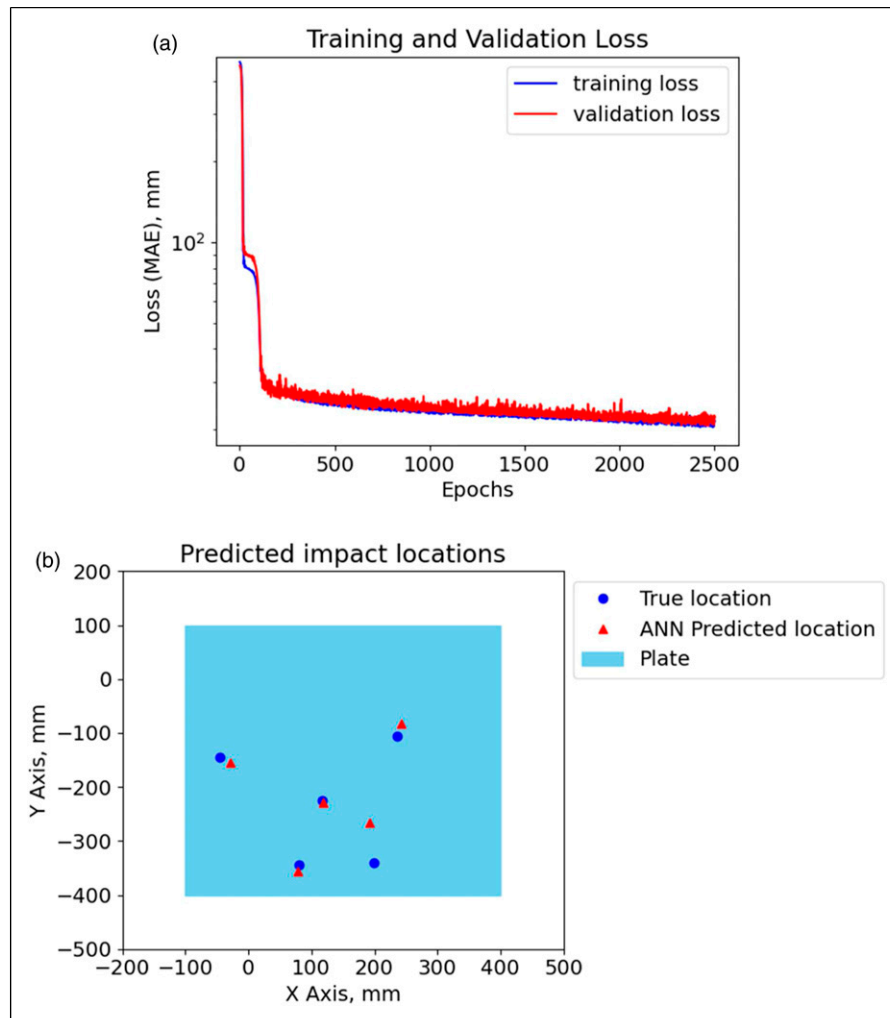 (a)
Training and Validation Loss
training loss
validation loss
Loss (MAE), mm
10²
0
500
1000
1500
2000
2500
Epochs
(b)
Predicted impact locations
True location
ANN Predicted location
Plate
Y Axis, mm
200
100
0
−100
−200
−300
−400
−500
−200
−100
0
100
200
300
400
500
X Axis, mm